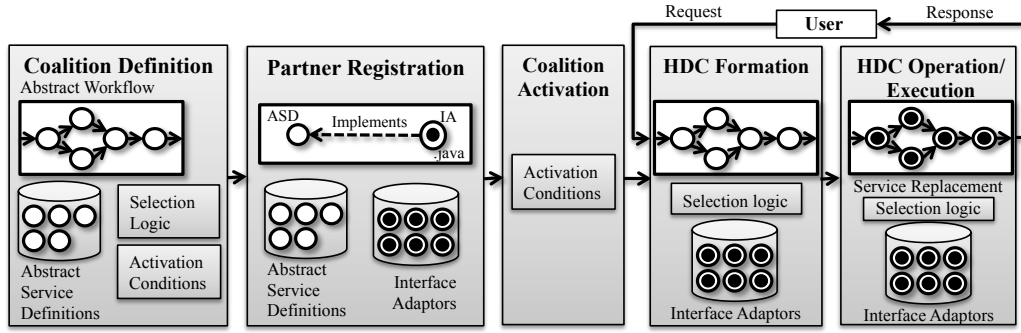 Request
User
Response
Coalition Definition
Abstract Workflow
Selection
Logic
Activation
Conditions
Abstract
Service
Definitions
Partner Registration
ASD
Implements
IA
.java
Abstract
Service
Definitions
Interface
Adaptors
Coalition
Activation
Activation
Conditions
HDC Formation
Selection logic
Interface Adaptors
HDC Operation/
Execution
Service Replacement
Selection logic
Interface Adaptors